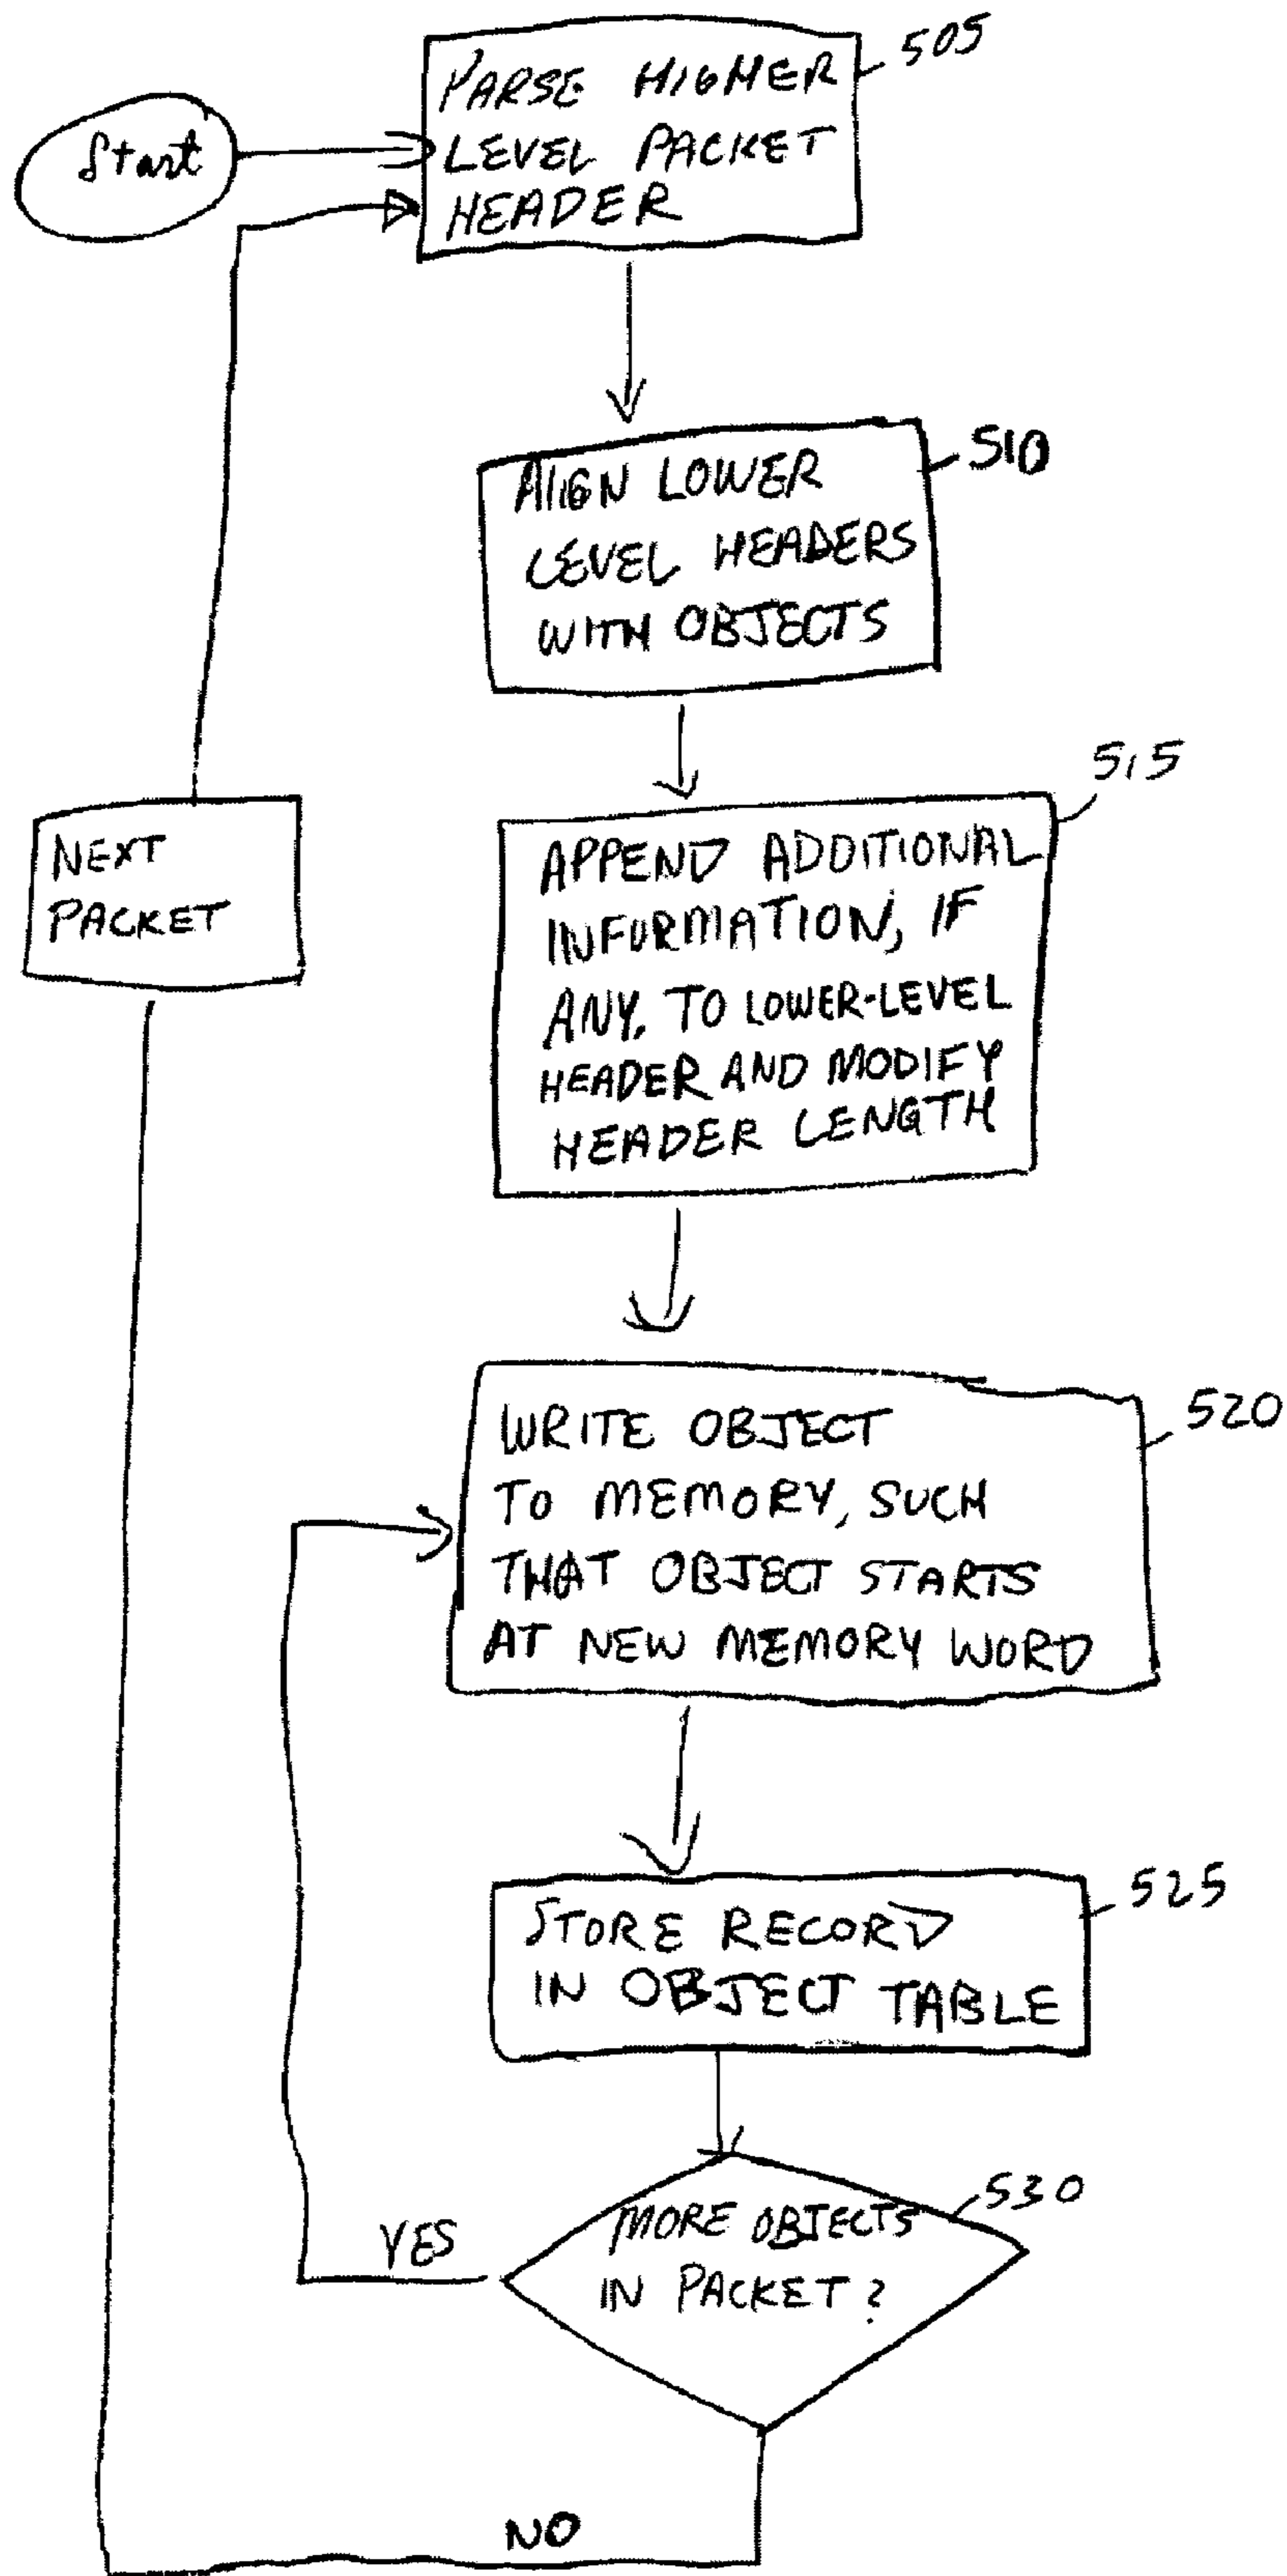 Start
PARSE HIGHER
LEVEL PACKET
HEADER
505
ALIGN LOWER
LEVEL HEADERS
WITH OBJECTS
510
NEXT
PACKET
APPEND ADDITIONAL
INFORMATION, IF
ANY, TO LOWER-LEVEL
HEADER AND MODIFY
HEADER LENGTH
515
WRITE OBJECT
TO MEMORY, SUCH
THAT OBJECT STARTS
AT NEW MEMORY WORD
520
STORE RECORD
IN OBJECT TABLE
525
MORE OBJECTS
IN PACKET?
530
YES
NO